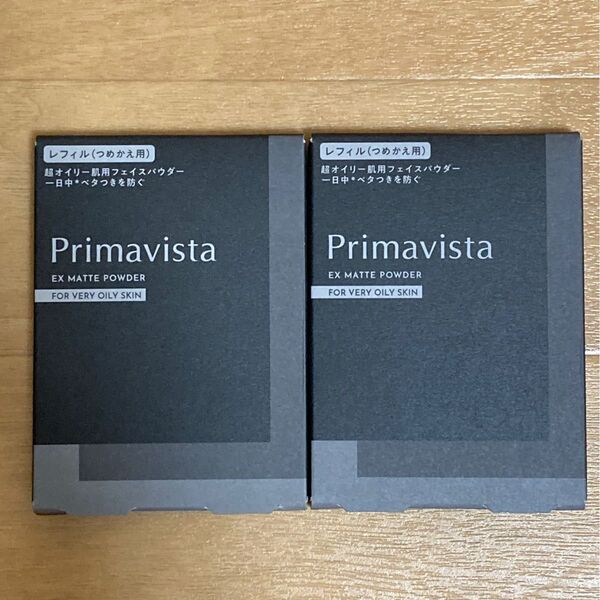 レフィル(つめかえ用)
超オイリー肌用フェイスパウダー
一日中*ベタつきを防ぐ
Primavista
EX MATTE POWDER
FOR VERY OILY SKIN
レフィル(つめかえ用)
超オイリー肌用フェイスパウダー
一日中*ベタつきを防ぐ
Primavista
EX MATTE POWDER
FOR VERY OILY SKIN